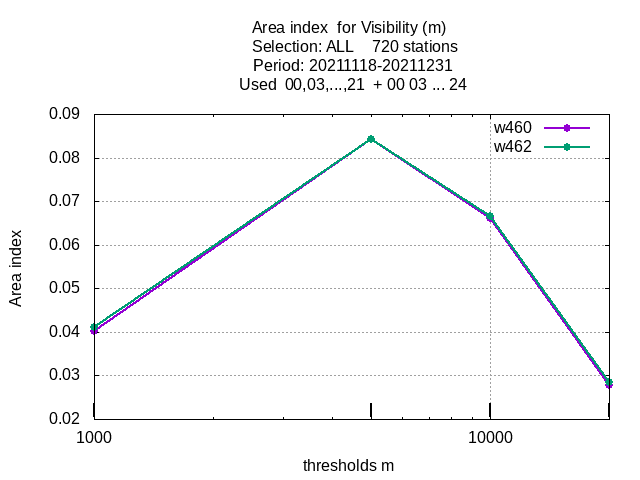 Area index  for Visibility (m)
Selection: ALL    720 stations
Period: 20211118-20211231
Used  00,03,...,21  + 00 03 ... 24
w460
w462
0.09
0.08
0.07
0.06
0.05
0.04
0.03
0.02
Area index
1000
10000
thresholds m